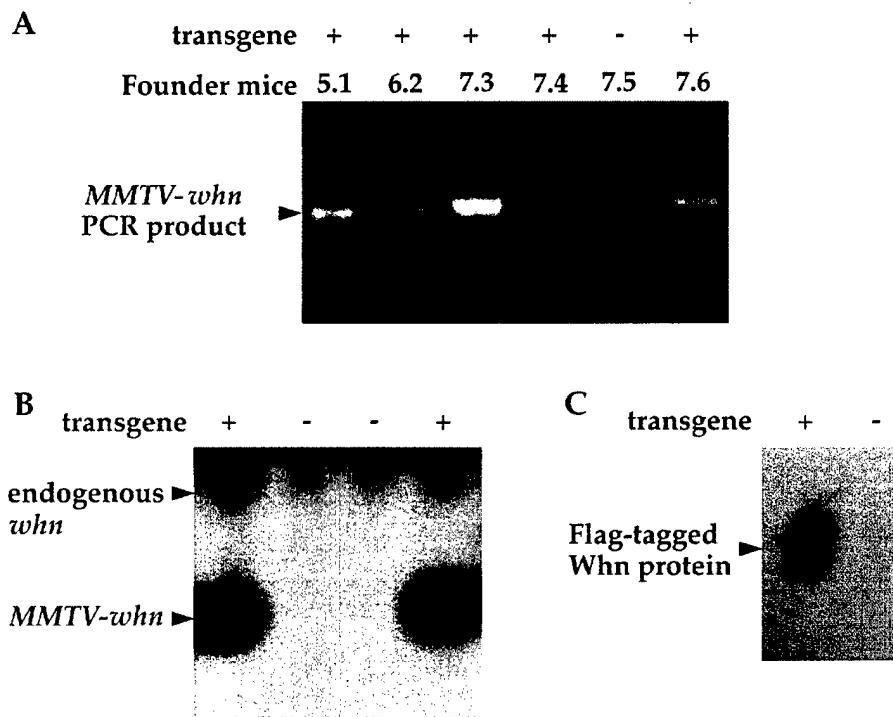 A
transgene + + + + - +
Founder mice 5.1 6.2 7.3 7.4 7.5 7.6
MMTV-whn
PCR product
B
transgene + - - +
endogenous
whn
MMTV-whn
C
transgene + -
Flag-tagged
Whn protein